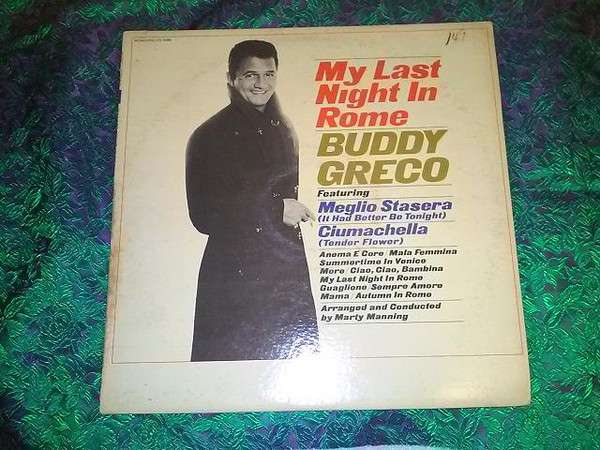 My Last
Night In
Rome
BUDDY
GRECO
Featuring
Meglio Stasera
(It Had Better Be Tonight)
Ciumachella
(Tender Flower)
Anema E Core/Mala Femmina
Summertime In Venice
More/Ciao, Ciao, Bambina
My Last Night In Rome
Guaglione/Sempre Amore
Mama/Autumn In Rome
Arranged and Conducted
by Marty Manning